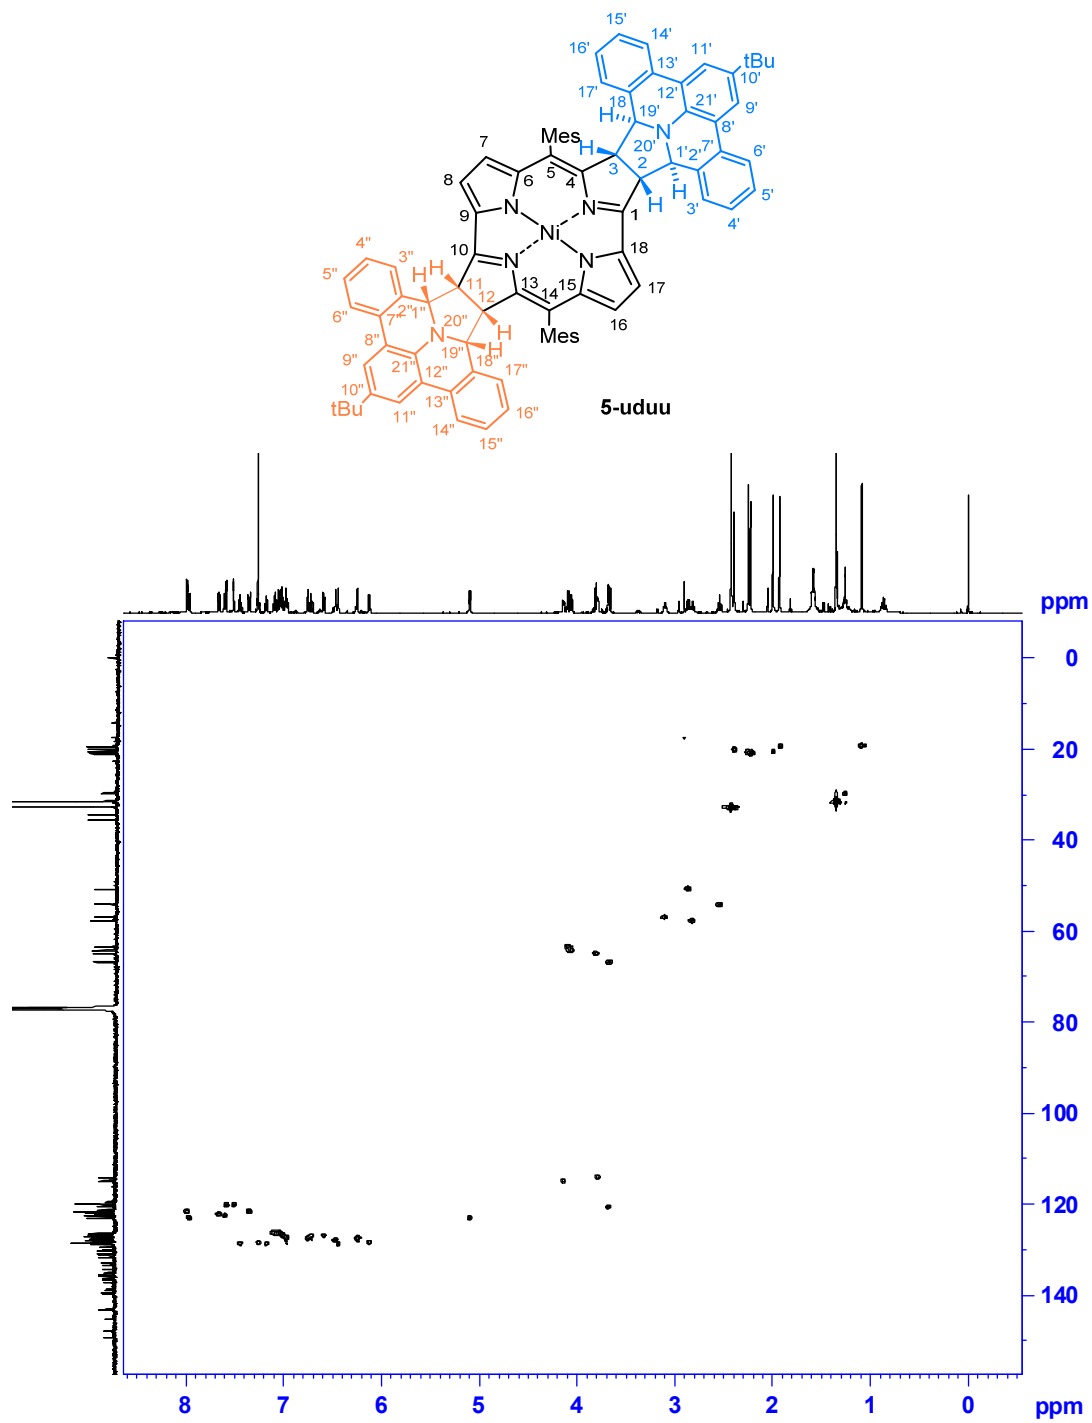 15' 14'
16' 11' tBu
13' 10'
17' 12' 21' 9'
18 19' 8'
H N 7' 6'
Mes 20' 1' 2'
7 H 3 2 5'
8 6 5 4 H H 3' 4'
9 N N 1
Ni
10 N N 18
4" 3" H H 13 15 17
5" 11 12 14 16
6" 2" 1" 20" H Mes
7" N H
8" 19" 18"
9" 21" 12" 17"
10" 13" 16"
tBu 11" 14" 15"
5-uduu
ppm
0
20
40
60
80
100
120
140
8 7 6 5 4 3 2 1 0 ppm